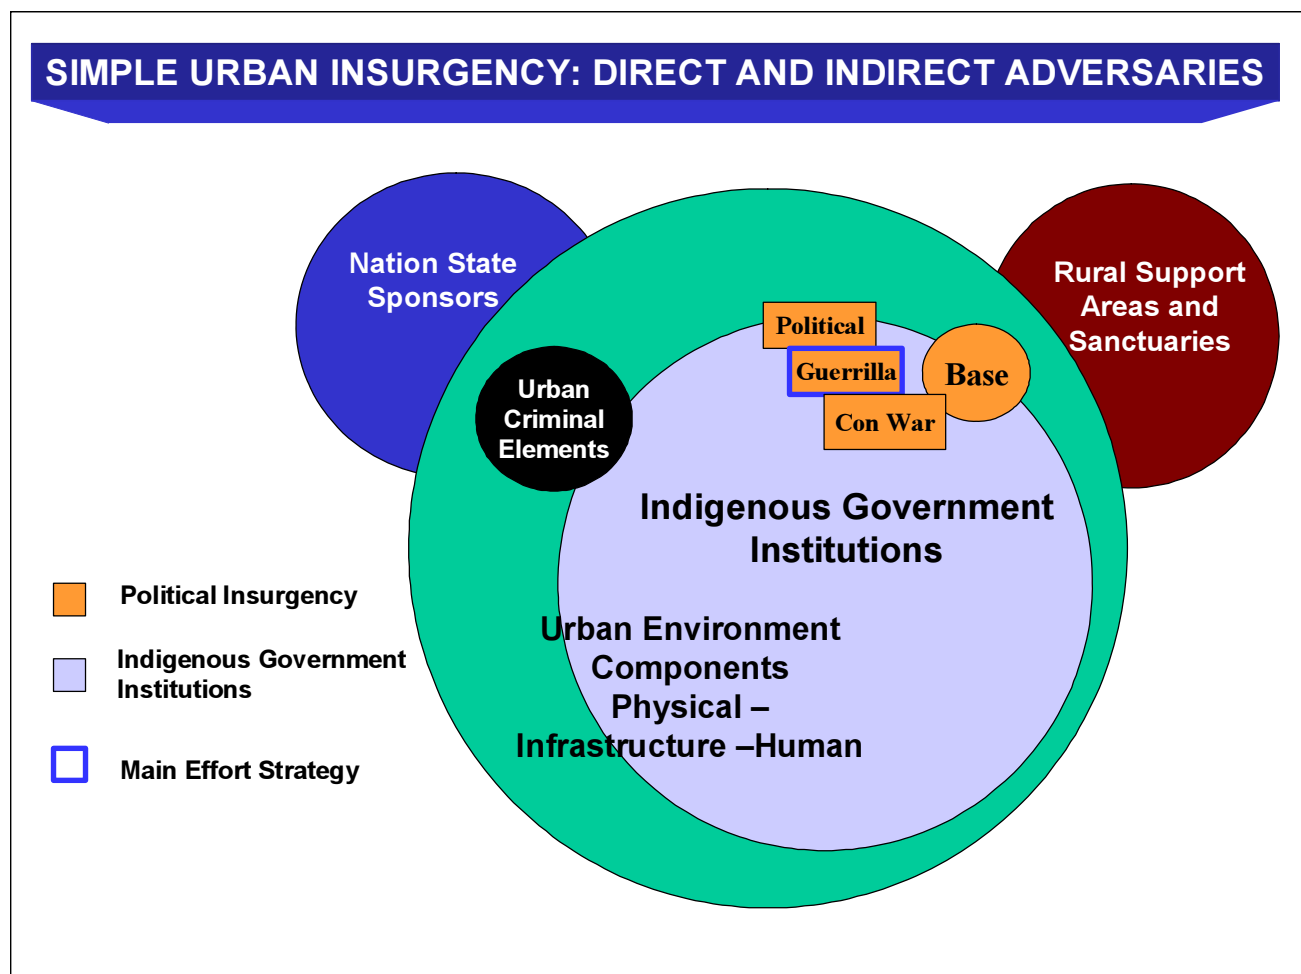 SIMPLE URBAN INSURGENCY: DIRECT AND INDIRECT ADVERSARIES
Nation State
Sponsors
Rural Support
Areas and
Sanctuaries
Political
Guerrilla
Con War
Base
Urban
Criminal
Elements
Indigenous Government
Institutions
Urban Environment
Components
Physical –
Infrastructure –Human
Political Insurgency
Indigenous Government
Institutions
Main Effort Strategy